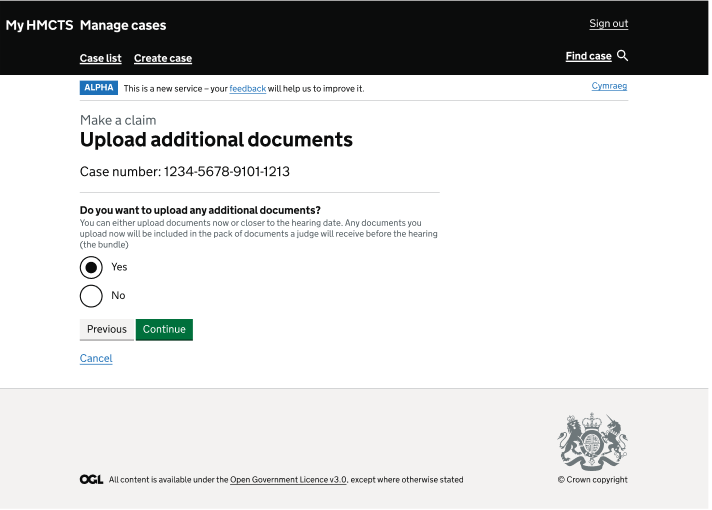 My HMCTS Manage cases
Sign out
Case list Create case
Find case
ALPHA This is a new service – your feedback will help us to improve it.
Cymraeg
Make a claim
Upload additional documents
Case number: 1234-5678-9101-1213
Do you want to upload any additional documents?
You can either upload documents now or closer to the hearing date. Any documents you
upload now will be included in the pack of documents a judge will receive before the hearing
(the bundle)
Yes
No
Previous Continue
Cancel
OGL All content is available under the Open Government Licence v3.0, except where otherwise stated
© Crown copyright